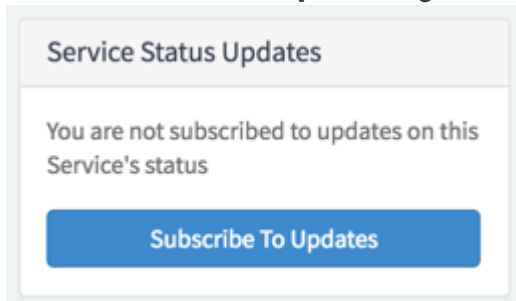 Service Status Updates
You are not subscribed to updates on this
Service's status
Subscribe To Updates